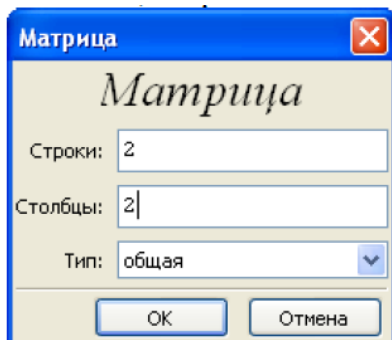 Матрица
Матрица
Строки: 2
Столбцы: 2
Тип: общая
OK Отмена